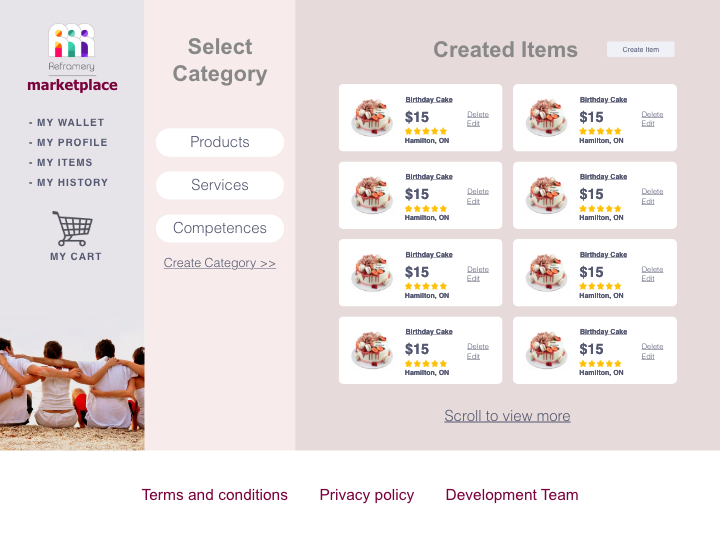 Reframery
marketplace
- MY WALLET
- MY PROFILE
- MY ITEMS
- MY HISTORY
MY CART
Select
Category
Products
Services
Competences
Create Category >>
Created Items
Create Item
Birthday Cake
$15
Delete
Edit
Hamilton, ON
Birthday Cake
$15
Delete
Edit
Hamilton, ON
Birthday Cake
$15
Delete
Edit
Hamilton, ON
Birthday Cake
$15
Delete
Edit
Hamilton, ON
Birthday Cake
$15
Delete
Edit
Hamilton, ON
Birthday Cake
$15
Delete
Edit
Hamilton, ON
Birthday Cake
$15
Delete
Edit
Hamilton, ON
Birthday Cake
$15
Delete
Edit
Hamilton, ON
Scroll to view more
Terms and conditions
Privacy policy
Development Team